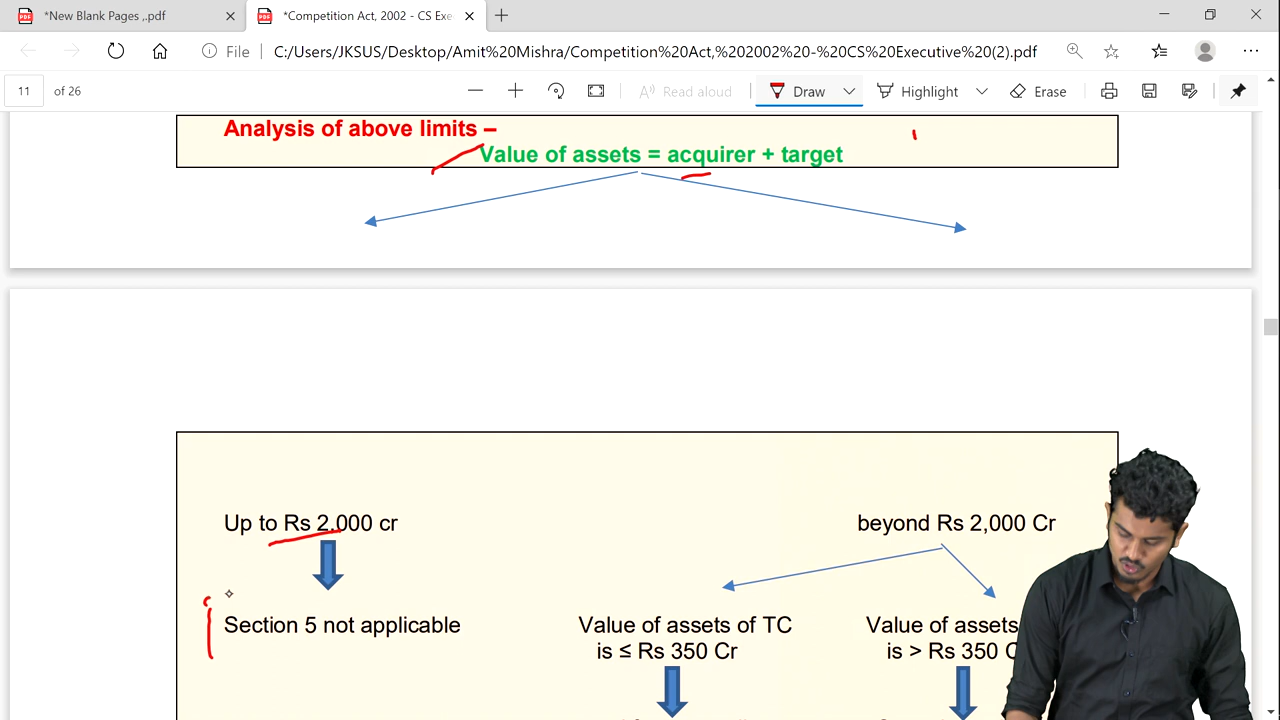 *New Blank Pages ,.pdf
*Competition Act, 2002 - CS Exe
File
C:/Users/JKSUS/Desktop/Amit%20Mishra/Competition%20Act,%202002%20-%20CS%20Executive%20(2).pdf
11 of 26
Read aloud
Draw
Highlight
Erase
Analysis of above limits –
Value of assets = acquirer + target
Up to Rs 2,000 cr
beyond Rs 2,000 Cr
Section 5 not applicable
Value of assets of TC
is ≤ Rs 350 Cr
Value of assets
is > Rs 350